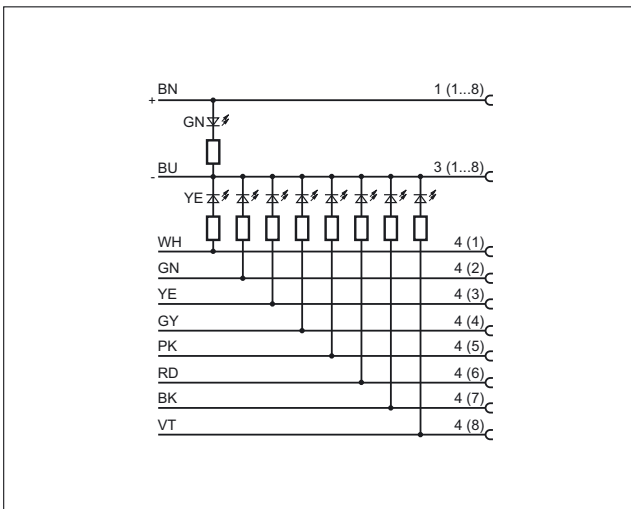 BN 1 (1...8)
+
GN
BU 3 (1...8)
-
YE
WH 4 (1)
GN 4 (2)
YE 4 (3)
GY 4 (4)
PK 4 (5)
RD 4 (6)
BK 4 (7)
VT 4 (8)